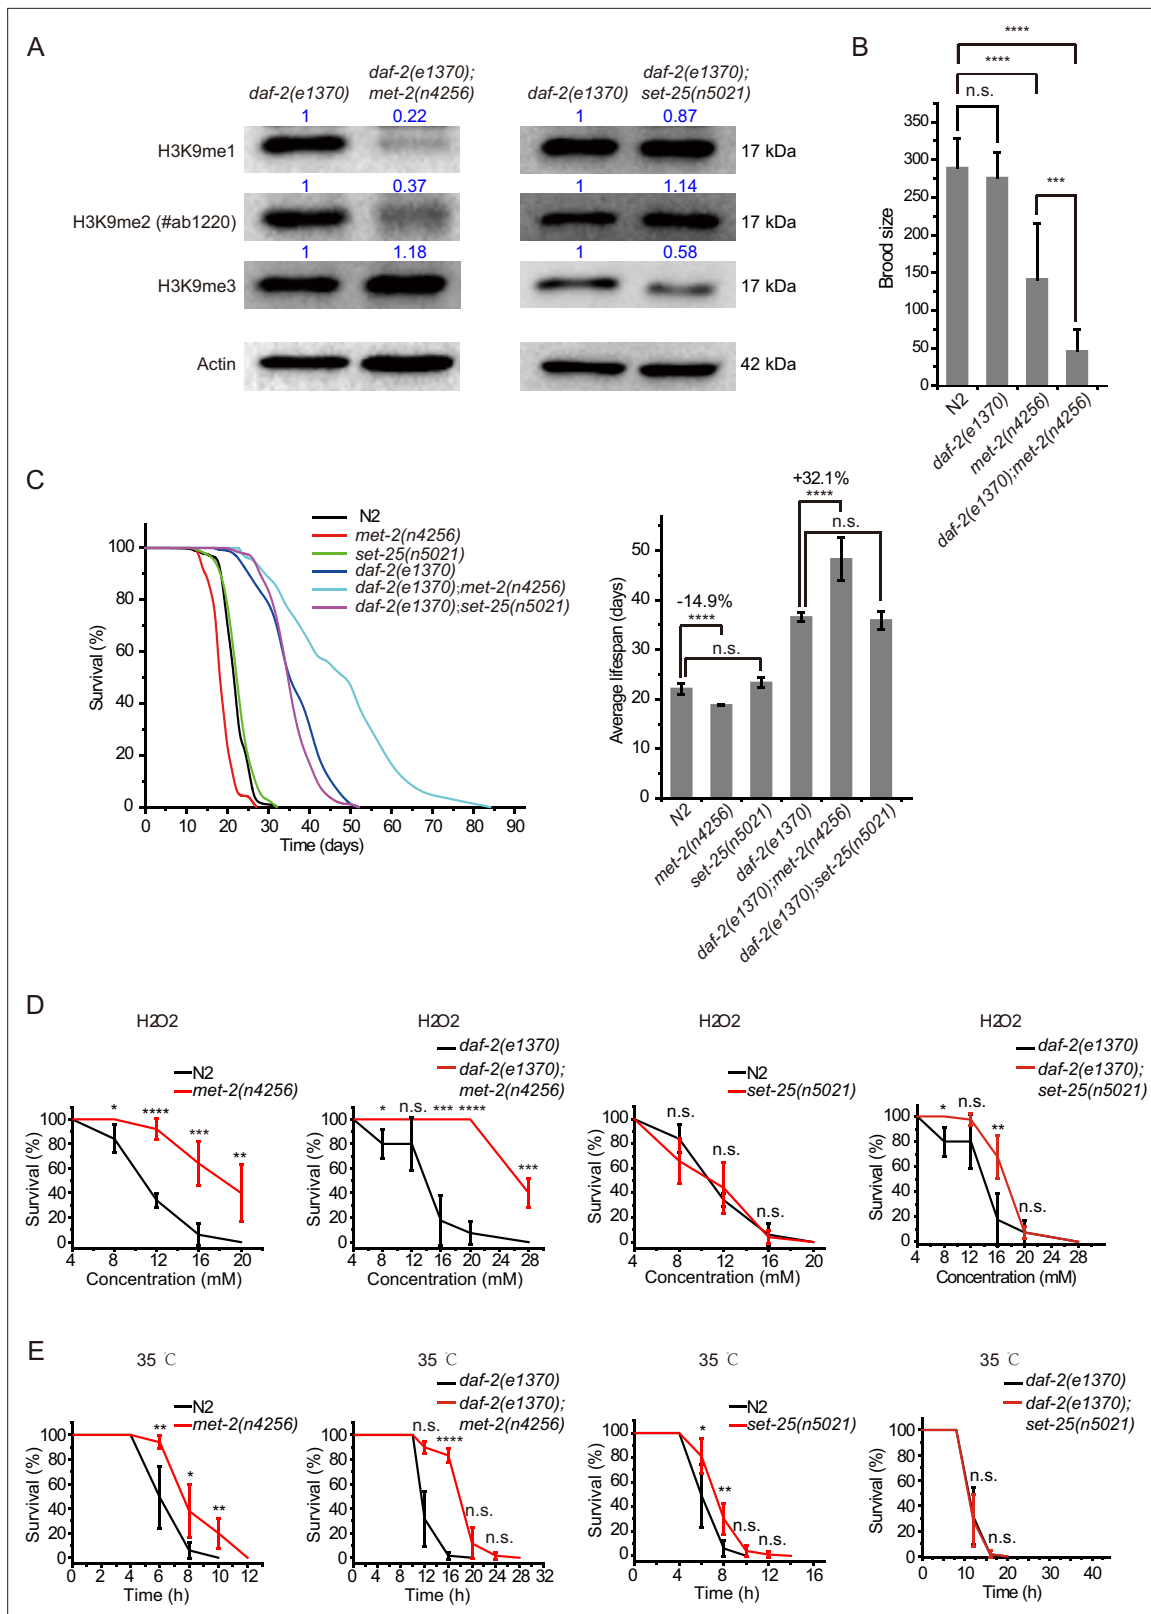 A
daf-2(e1370)
daf-2(e1370);
met-2(n4256)
daf-2(e1370)
daf-2(e1370);
set-25(n5021)
1 0.22 1 0.87
H3K9me1 17 kDa
1 0.37 1 1.14
H3K9me2 (#ab1220) 17 kDa
1 1.18 1 0.58
H3K9me3 17 kDa
Actin 42 kDa
B
****
****
n.s.
***
Brood size
350
300
250
200
150
100
50
0
N2
daf-2(e1370)
met-2(n4256)
daf-2(e1370);met-2(n4256)
C
N2
met-2(n4256)
set-25(n5021)
daf-2(e1370)
daf-2(e1370);met-2(n4256)
daf-2(e1370);set-25(n5021)
Survival (%)
100
80
60
40
20
0
0 10 20 30 40 50 60 70 80 90
Time (days)
+32.1%
****
n.s.
-14.9%
****
n.s.
Average lifespan (days)
50
40
30
20
10
0
N2
met-2(n4256)
set-25(n5021)
daf-2(e1370)
daf-2(e1370);met-2(n4256)
daf-2(e1370);set-25(n5021)
D
H2O2
N2
met-2(n4256)
* **** *** **
Survival (%)
100
80
60
40
20
0
4 8 12 16 20
Concentration (mM)
H2O2
daf-2(e1370)
daf-2(e1370);
met-2(n4256)
* n.s. *** ****
***
Survival (%)
100
80
60
40
20
0
4 8 12 16 20 24 28
Concentration (mM)
H2O2
N2
set-25(n5021)
n.s.
n.s.
n.s.
Survival (%)
100
80
60
40
20
0
4 8 12 16 20
Concentration (mM)
H2O2
daf-2(e1370)
daf-2(e1370);
set-25(n5021)
* n.s.
**
n.s.
Survival (%)
100
80
60
40
20
0
4 8 12 16 20 24 28
Concentration (mM)
E
35 ℃
N2
met-2(n4256)
**
*
**
Survival (%)
100
80
60
40
20
0
0 2 4 6 8 10 12
Time (h)
35 ℃
daf-2(e1370)
daf-2(e1370);
met-2(n4256)
n.s.
****
n.s.
n.s.
Survival (%)
100
80
60
40
20
0
0 4 8 12 16 20 24 28 32
Time (h)
35 ℃
N2
set-25(n5021)
*
**
n.s.
n.s.
Survival (%)
100
80
60
40
20
0
0 4 8 12 16
Time (h)
35 ℃
daf-2(e1370)
daf-2(e1370);
set-25(n5021)
n.s.
n.s.
Survival (%)
100
80
60
40
20
0
0 10 20 30 40
Time (h)